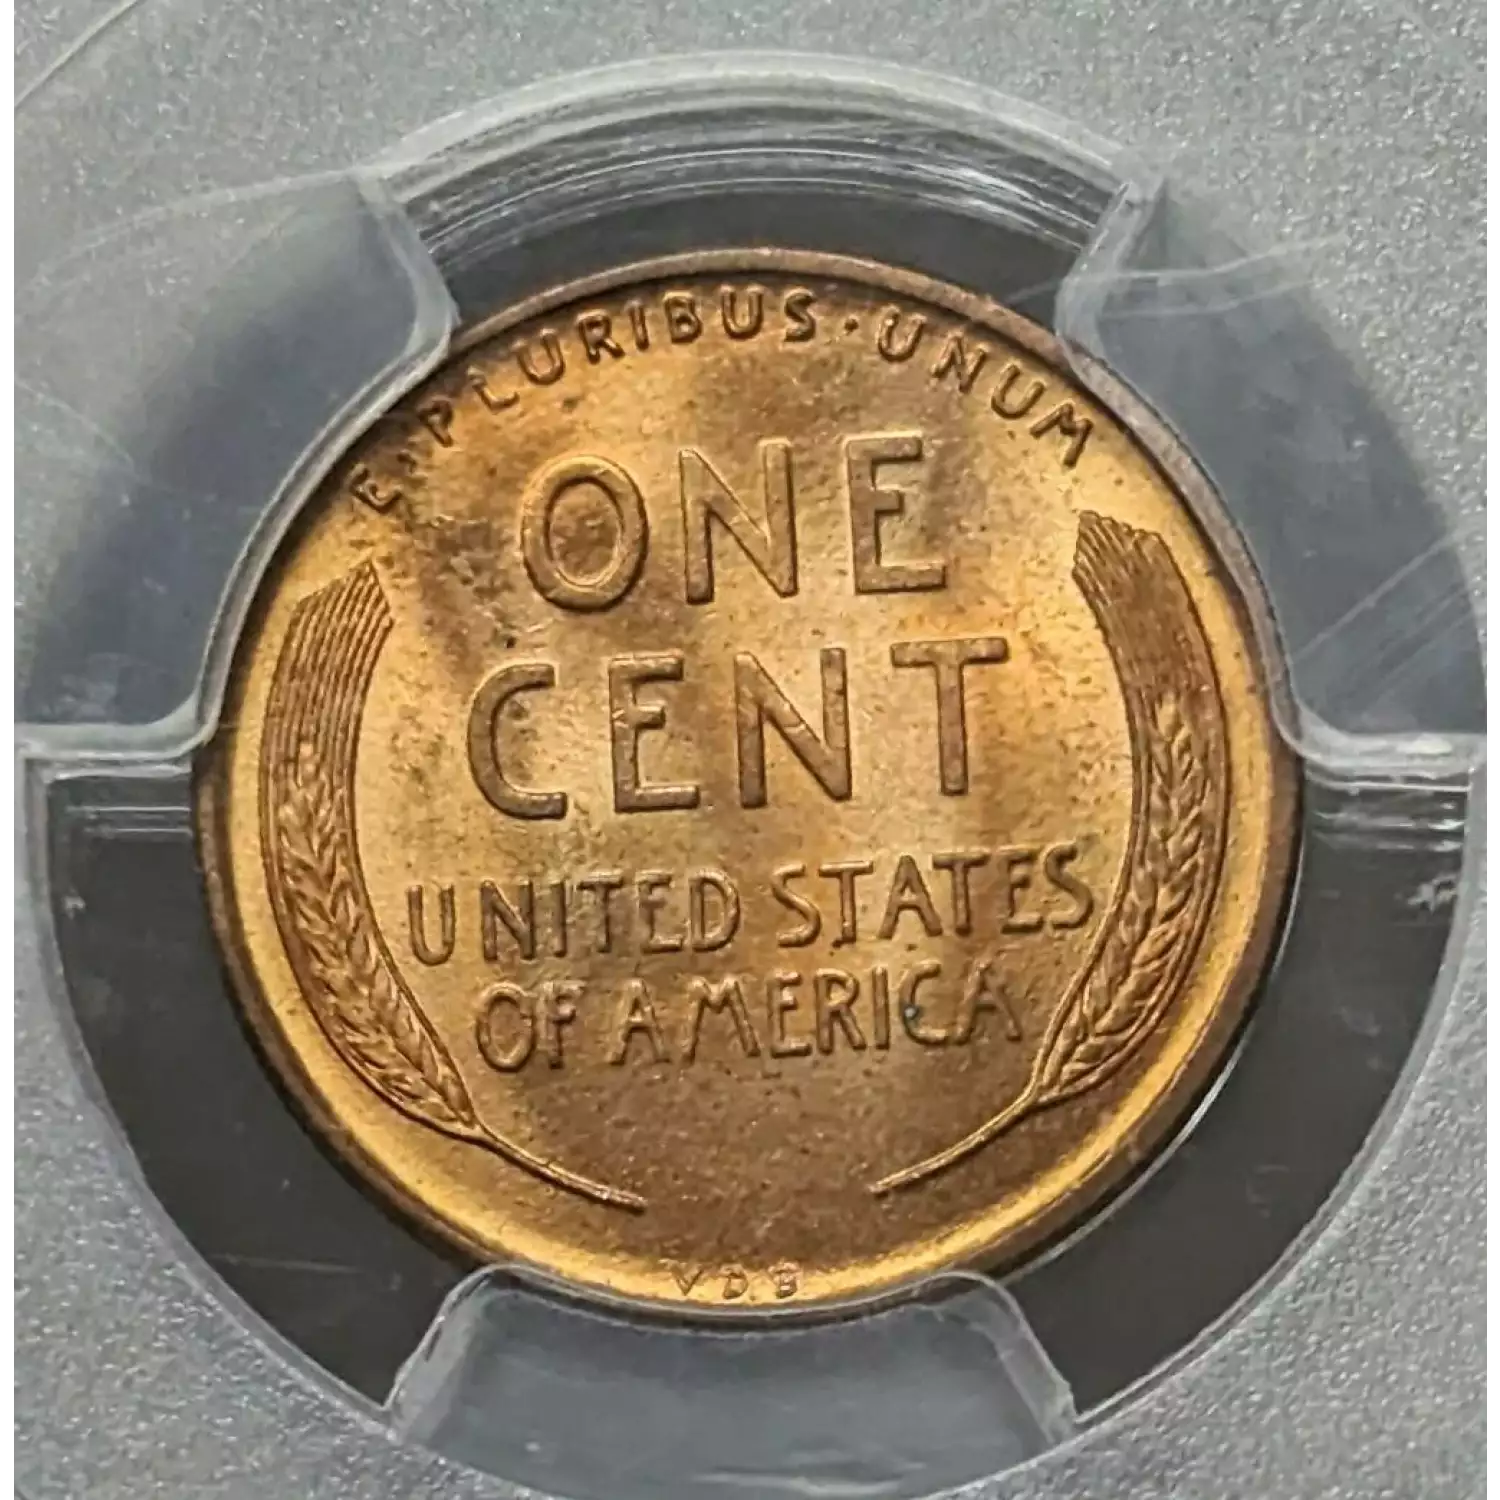 E·PLURIBUS·UNUM
ONE
CENT
UNITED STATES
OF AMERICA
V.D.B.